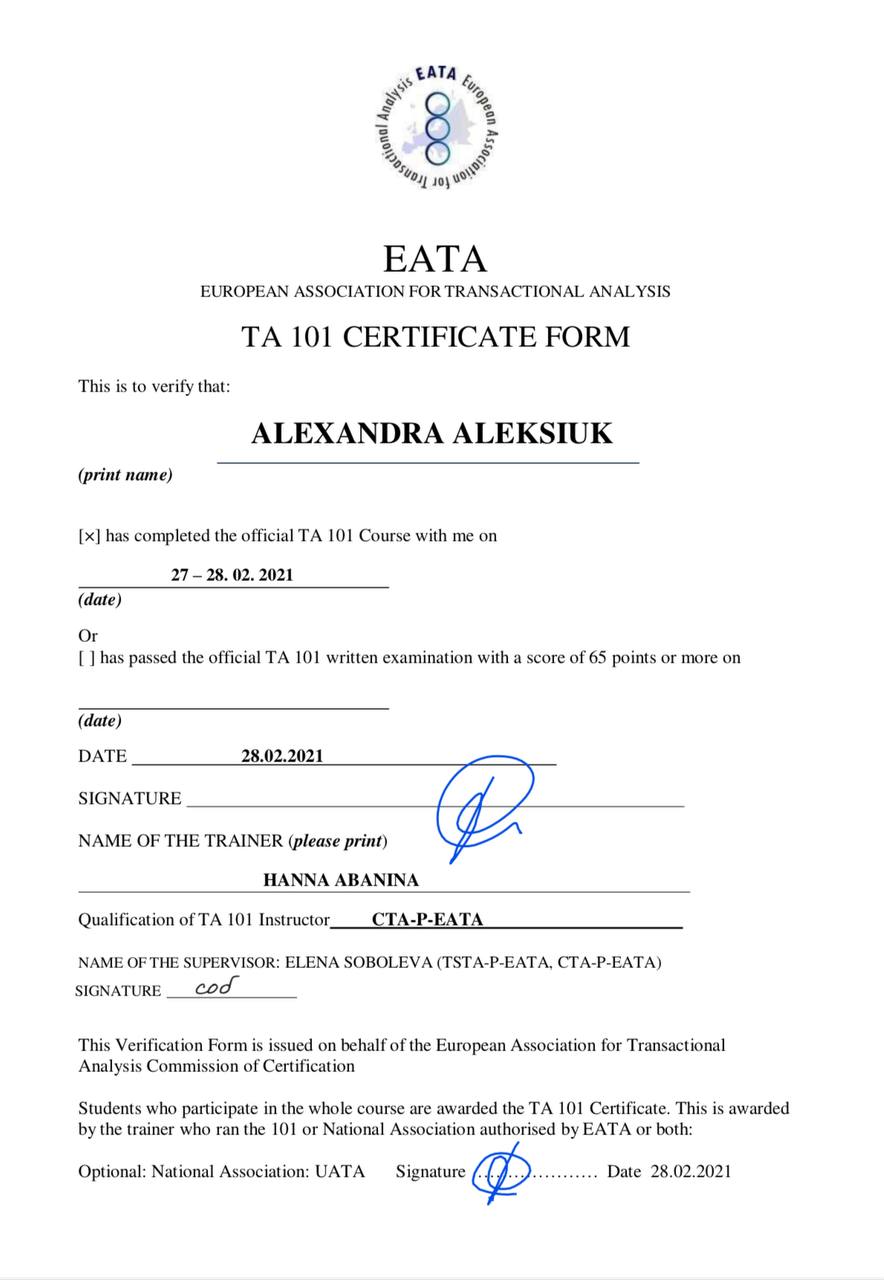 EATA European Association for Transactional Analysis
EATA
EUROPEAN ASSOCIATION FOR TRANSACTIONAL ANALYSIS
TA 101 CERTIFICATE FORM
This is to verify that:
ALEXANDRA ALEKSIUK
(print name)
[×] has completed the official TA 101 Course with me on
27 – 28. 02. 2021
(date)
Or
[ ] has passed the official TA 101 written examination with a score of 65 points or more on
(date)
DATE 28.02.2021
SIGNATURE
NAME OF THE TRAINER (please print)
HANNA ABANINA
Qualification of TA 101 Instructor CTA-P-EATA
NAME OF THE SUPERVISOR: ELENA SOBOLEVA (TSTA-P-EATA, CTA-P-EATA)
SIGNATURE
This Verification Form is issued on behalf of the European Association for Transactional
Analysis Commission of Certification
Students who participate in the whole course are awarded the TA 101 Certificate. This is awarded
by the trainer who ran the 101 or National Association authorised by EATA or both:
Optional: National Association: UATA Signature ..................... Date 28.02.2021